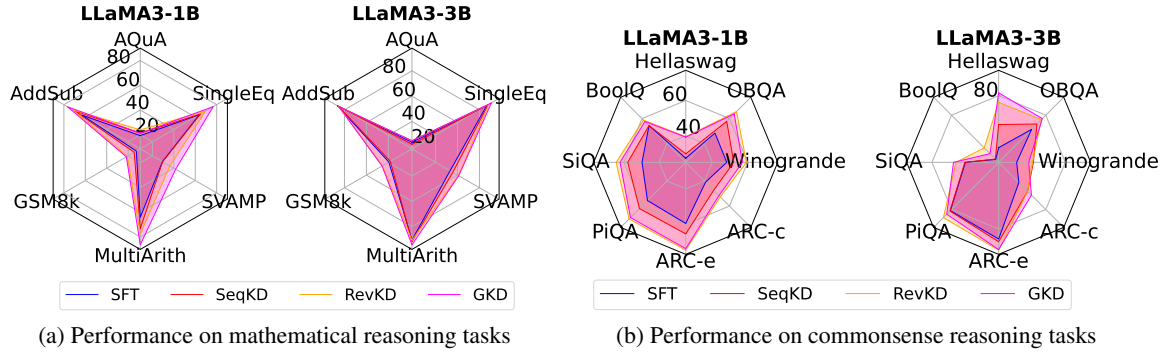 LLaMA3-1B
AQuA
80
60
40
20
AddSub
SingleEq
GSM8k
SVAMP
MultiArith
LLaMA3-3B
AQuA
80
60
40
20
AddSub
SingleEq
GSM8k
SVAMP
MultiArith
SFT SeqKD RevKD GKD
(a) Performance on mathematical reasoning tasks
LLaMA3-1B
Hellaswag
60
40
BoolQ
OBQA
SiQA
Winogrande
PiQA
ARC-c
ARC-e
LLaMA3-3B
Hellaswag
80
BoolQ
OBQA
SiQA
Winogrande
PiQA
ARC-c
ARC-e
SFT SeqKD RevKD GKD
(b) Performance on commonsense reasoning tasks